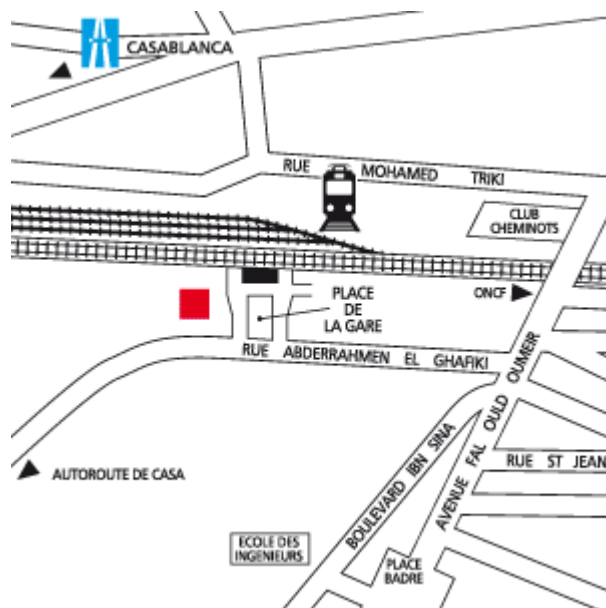 CASABLANCA
RUE MOHAMED TRIKI
CLUB
CHEMINOTS
ONCF
PLACE
DE
LA GARE
RUE ABDERRAHMEN EL GHAFIKI
AVENUE FAL OULD OUMEIR
BOULEVARD IBN SINA
RUE ST JEAN
AUTOROUTE DE CASA
ECOLE DES
INGENIEURS
PLACE
BADRE